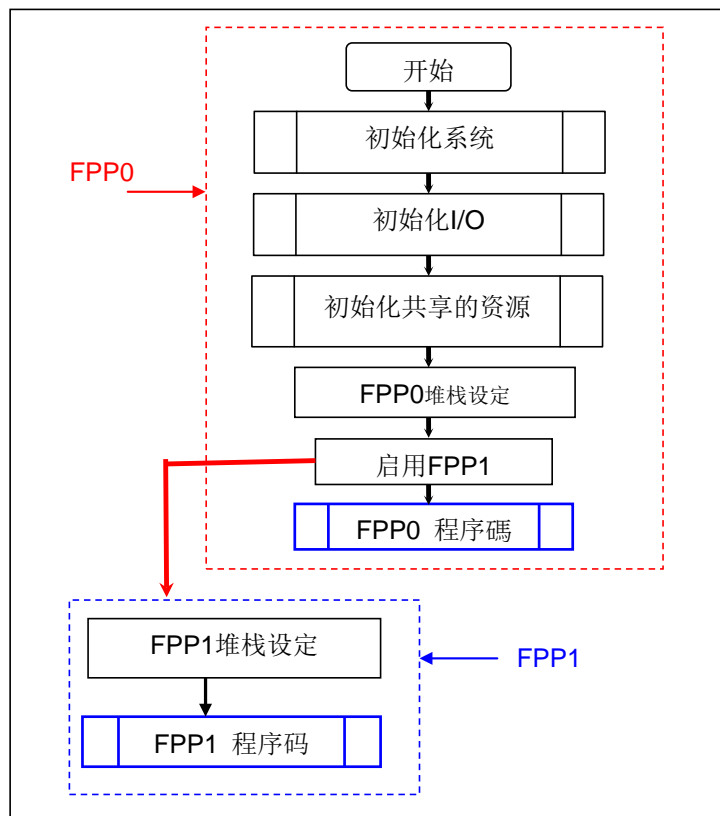 开始
初始化系统
FPP0
初始化I/O
初始化共享的资源
FPP0堆栈设定
启用FPP1
FPP0 程序碼
FPP1堆栈设定
FPP1
FPP1 程序码